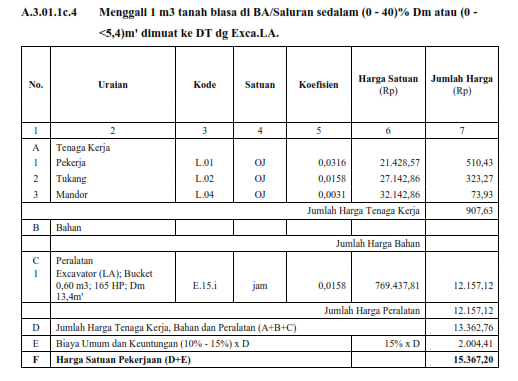 A.3.01.1c.4 Menggali 1 m3 tanah biasa di BA/Saluran sedalam (0 - 40)% Dm atau (0 -
<5,4)m' dimuat ke DT dg Exca.LA.
No. Uraian Kode Satuan Koefisien Harga Satuan (Rp) Jumlah Harga (Rp)
1 2 3 4 5 6 7
A Tenaga Kerja
1 Pekerja L.01 OJ 0,0316 21.428,57 510,43
2 Tukang L.02 OJ 0,0158 27.142,86 323,27
3 Mandor L.04 OJ 0,0031 32.142,86 73,93
Jumlah Harga Tenaga Kerja 907,63
B Bahan
Jumlah Harga Bahan
C Peralatan
1 Excavator (LA); Bucket
0,60 m3; 165 HP; Dm E.15.i jam 0,0158 769.437,81 12.157,12
13,4m'
Jumlah Harga Peralatan 12.157,12
D Jumlah Harga Tenaga Kerja, Bahan dan Peralatan (A+B+C) 13.362,76
E Biaya Umum dan Keuntungan (10% - 15%) x D 15% x D 2.004,41
F Harga Satuan Pekerjaan (D+E) 15.367,20